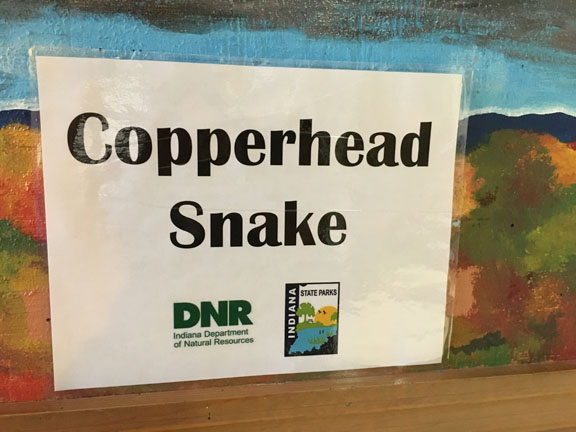 Copperhead
Snake
DNR
Indiana Department
of Natural Resources
INDIANA
STATE PARKS